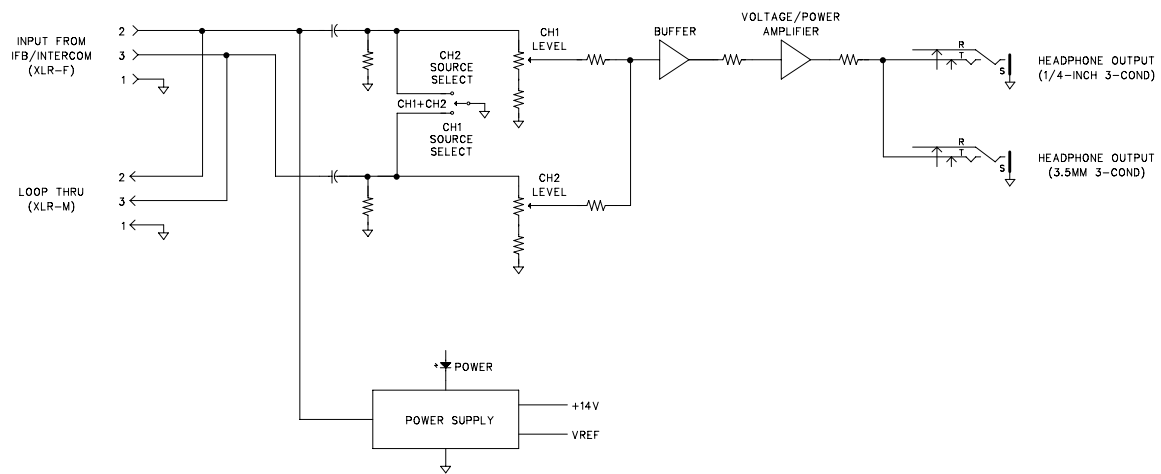 INPUT FROM
IFB/INTERCOM
(XLR-F)
2
3
1
LOOP THRU
(XLR-M)
2
3
1
CH2
SOURCE
SELECT
CH1+CH2
CH1
SOURCE
SELECT
CH1
LEVEL
CH2
LEVEL
BUFFER
VOLTAGE/POWER
AMPLIFIER
R
T
S
HEADPHONE OUTPUT
(1/4-INCH 3-COND)
R
T
S
HEADPHONE OUTPUT
(3.5MM 3-COND)
POWER
POWER SUPPLY
+14V
VREF